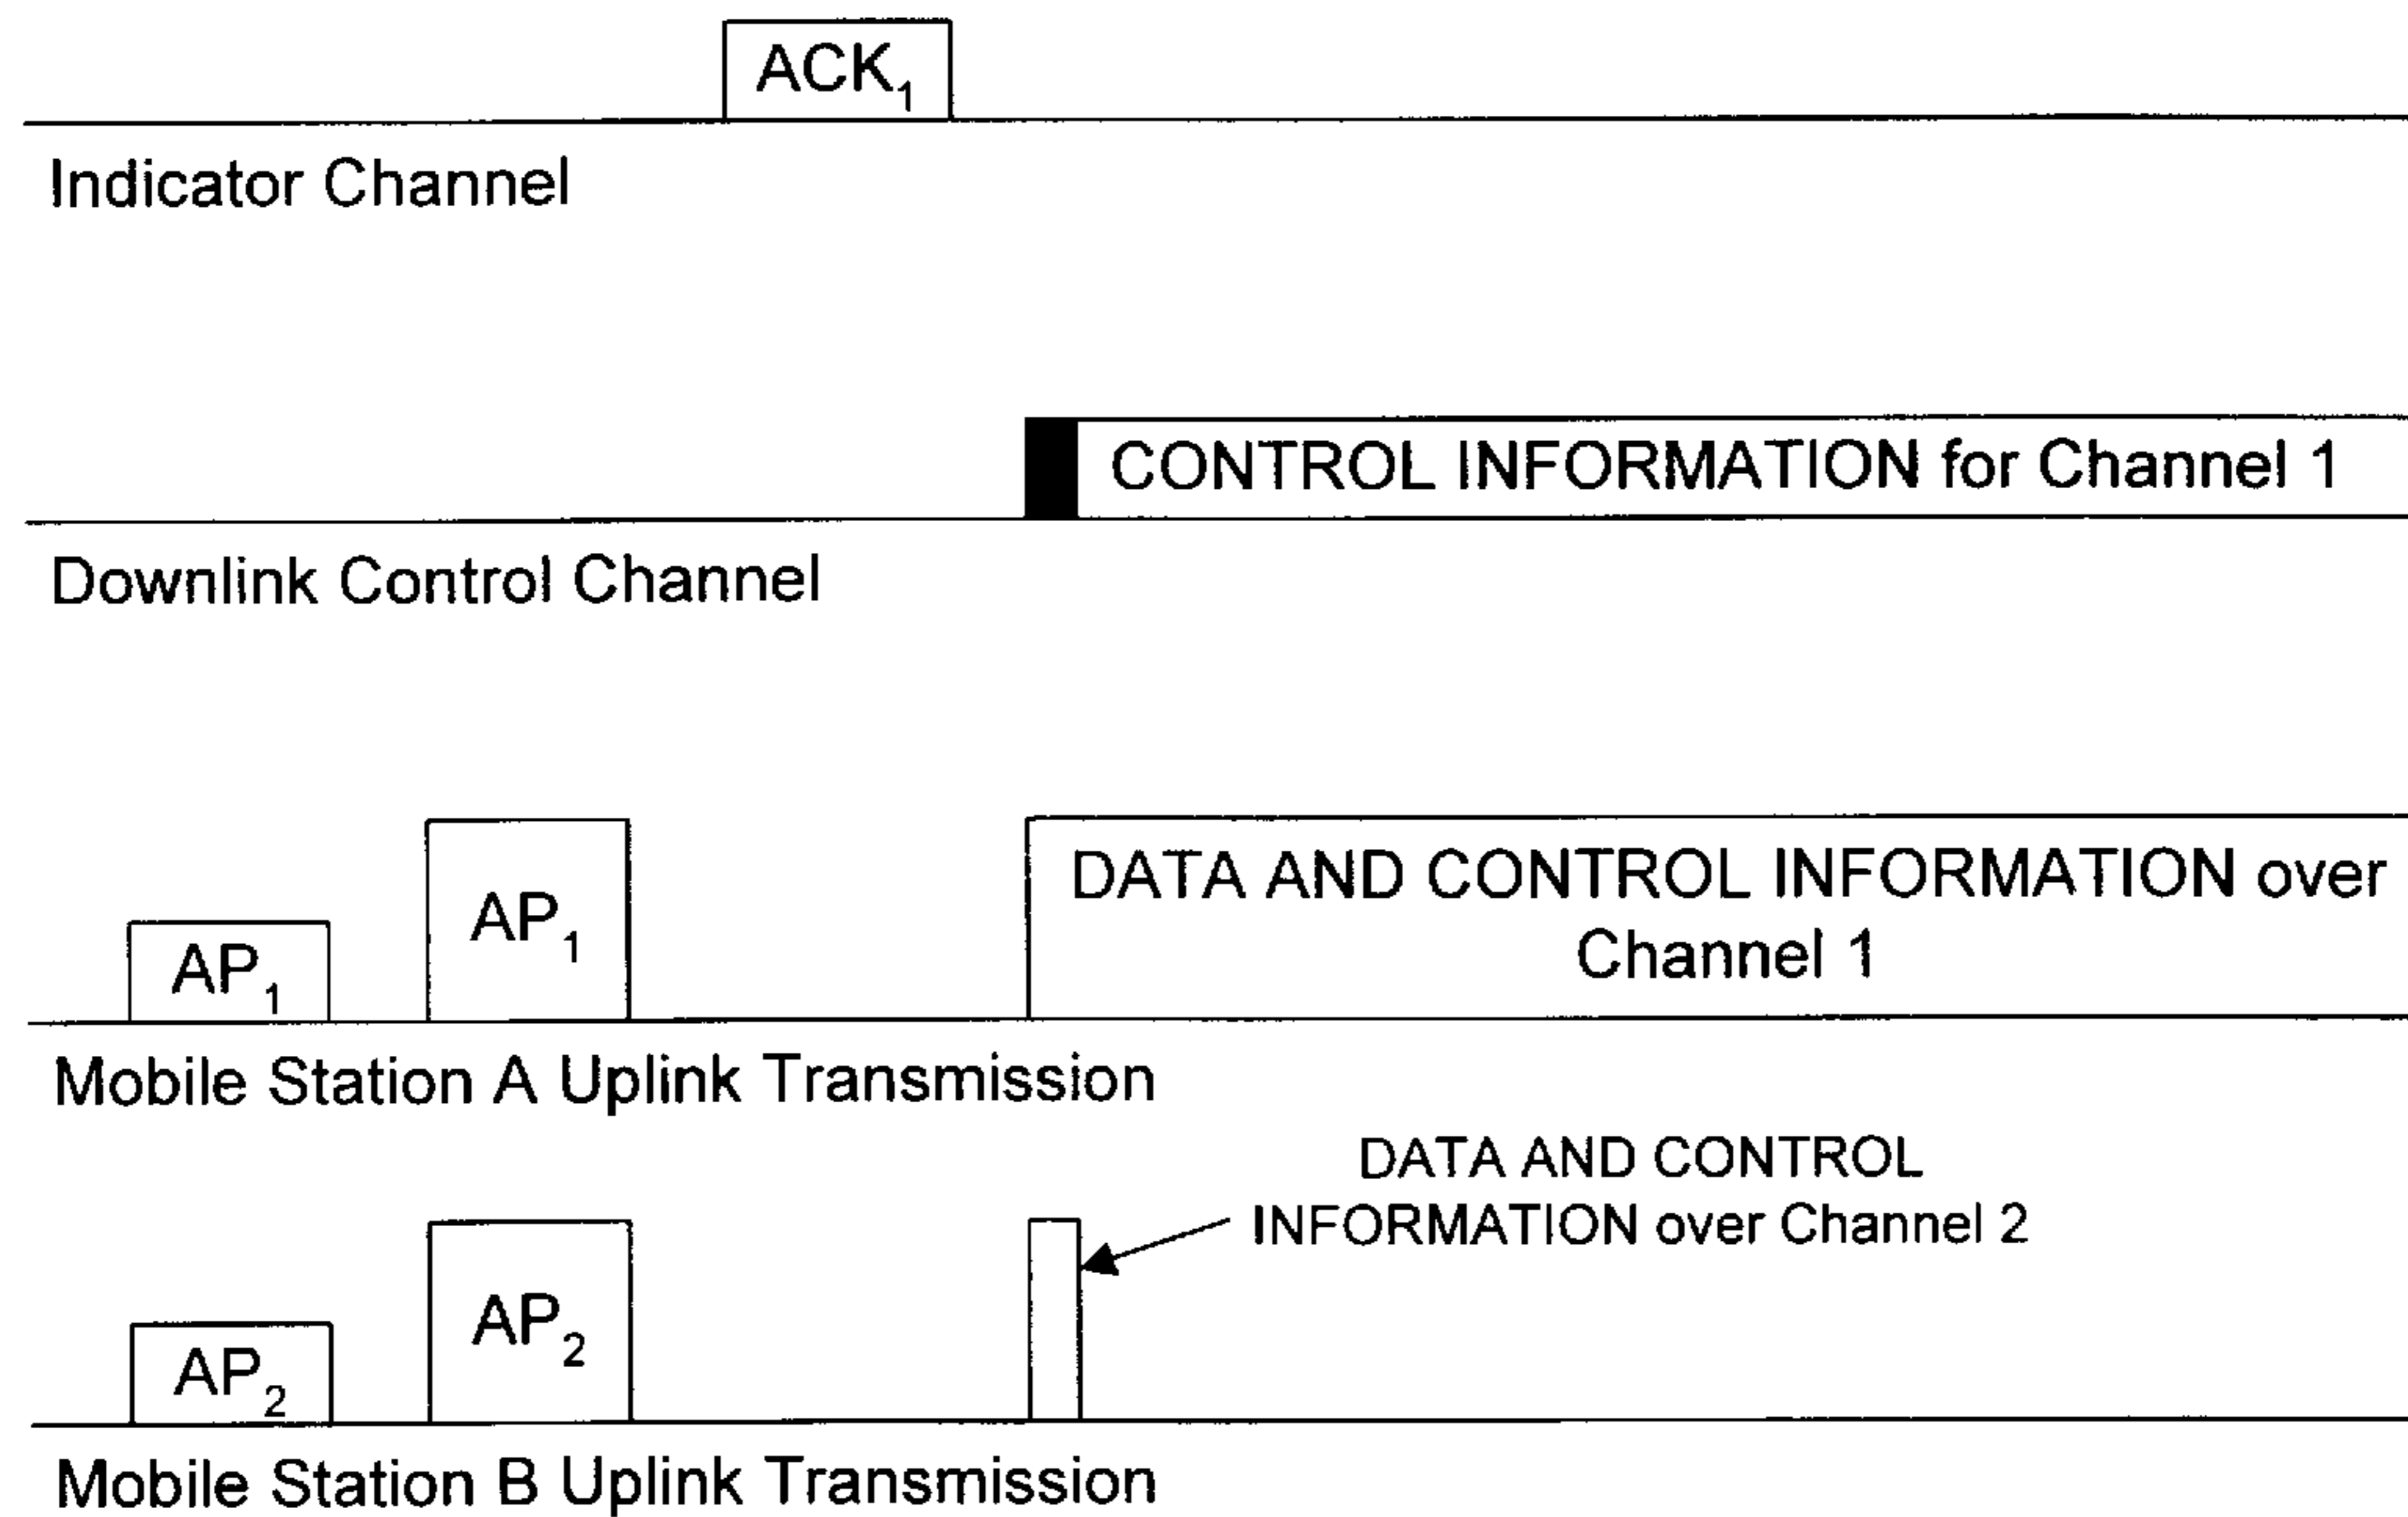 ACK₁
Indicator Channel
CONTROL INFORMATION for Channel 1
Downlink Control Channel
AP₁
AP₁
DATA AND CONTROL INFORMATION over
Channel 1
Mobile Station A Uplink Transmission
DATA AND CONTROL
INFORMATION over Channel 2
AP₂
AP₂
Mobile Station B Uplink Transmission